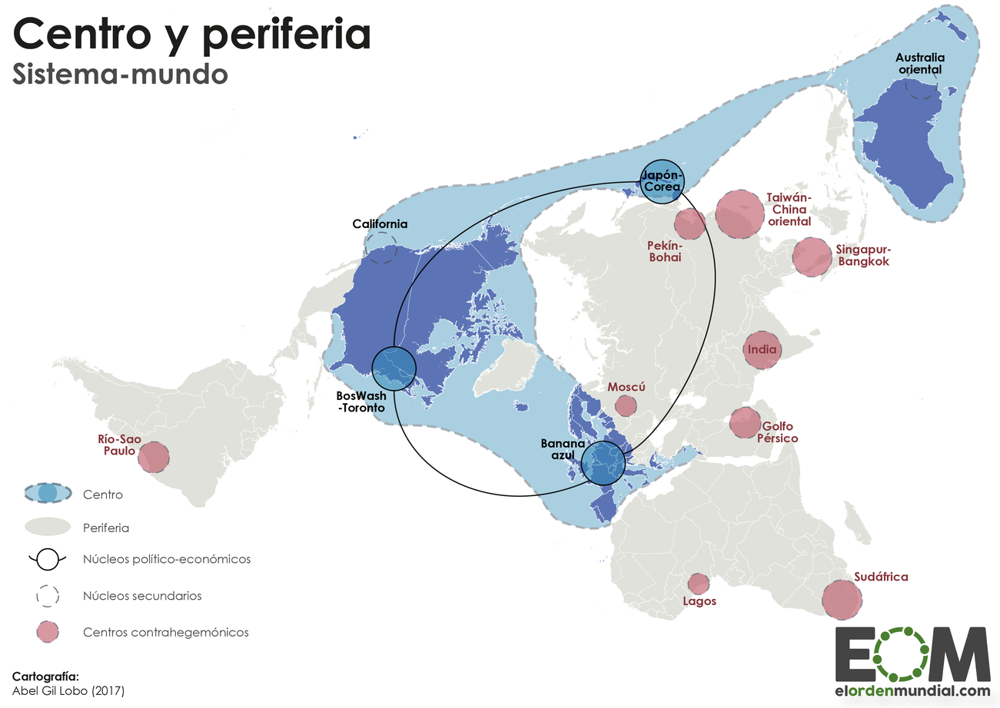 Centro y periferia
Sistema-mundo
Australia
oriental
Japón-
Corea
Taiwán-
China
oriental
California
Pekín-
Bohai
Singapur-
Bangkok
India
Moscú
BosWash
-Toronto
Golfo
Pérsico
Río-Sao
Paulo
Banana
azul
Centro
Periferia
Núcleos político-económicos
Núcleos secundarios
Centros contrahegemónicos
Sudáfrica
Lagos
Cartografía:
Abel Gil Lobo (2017)
EOM
elordenmundial.com